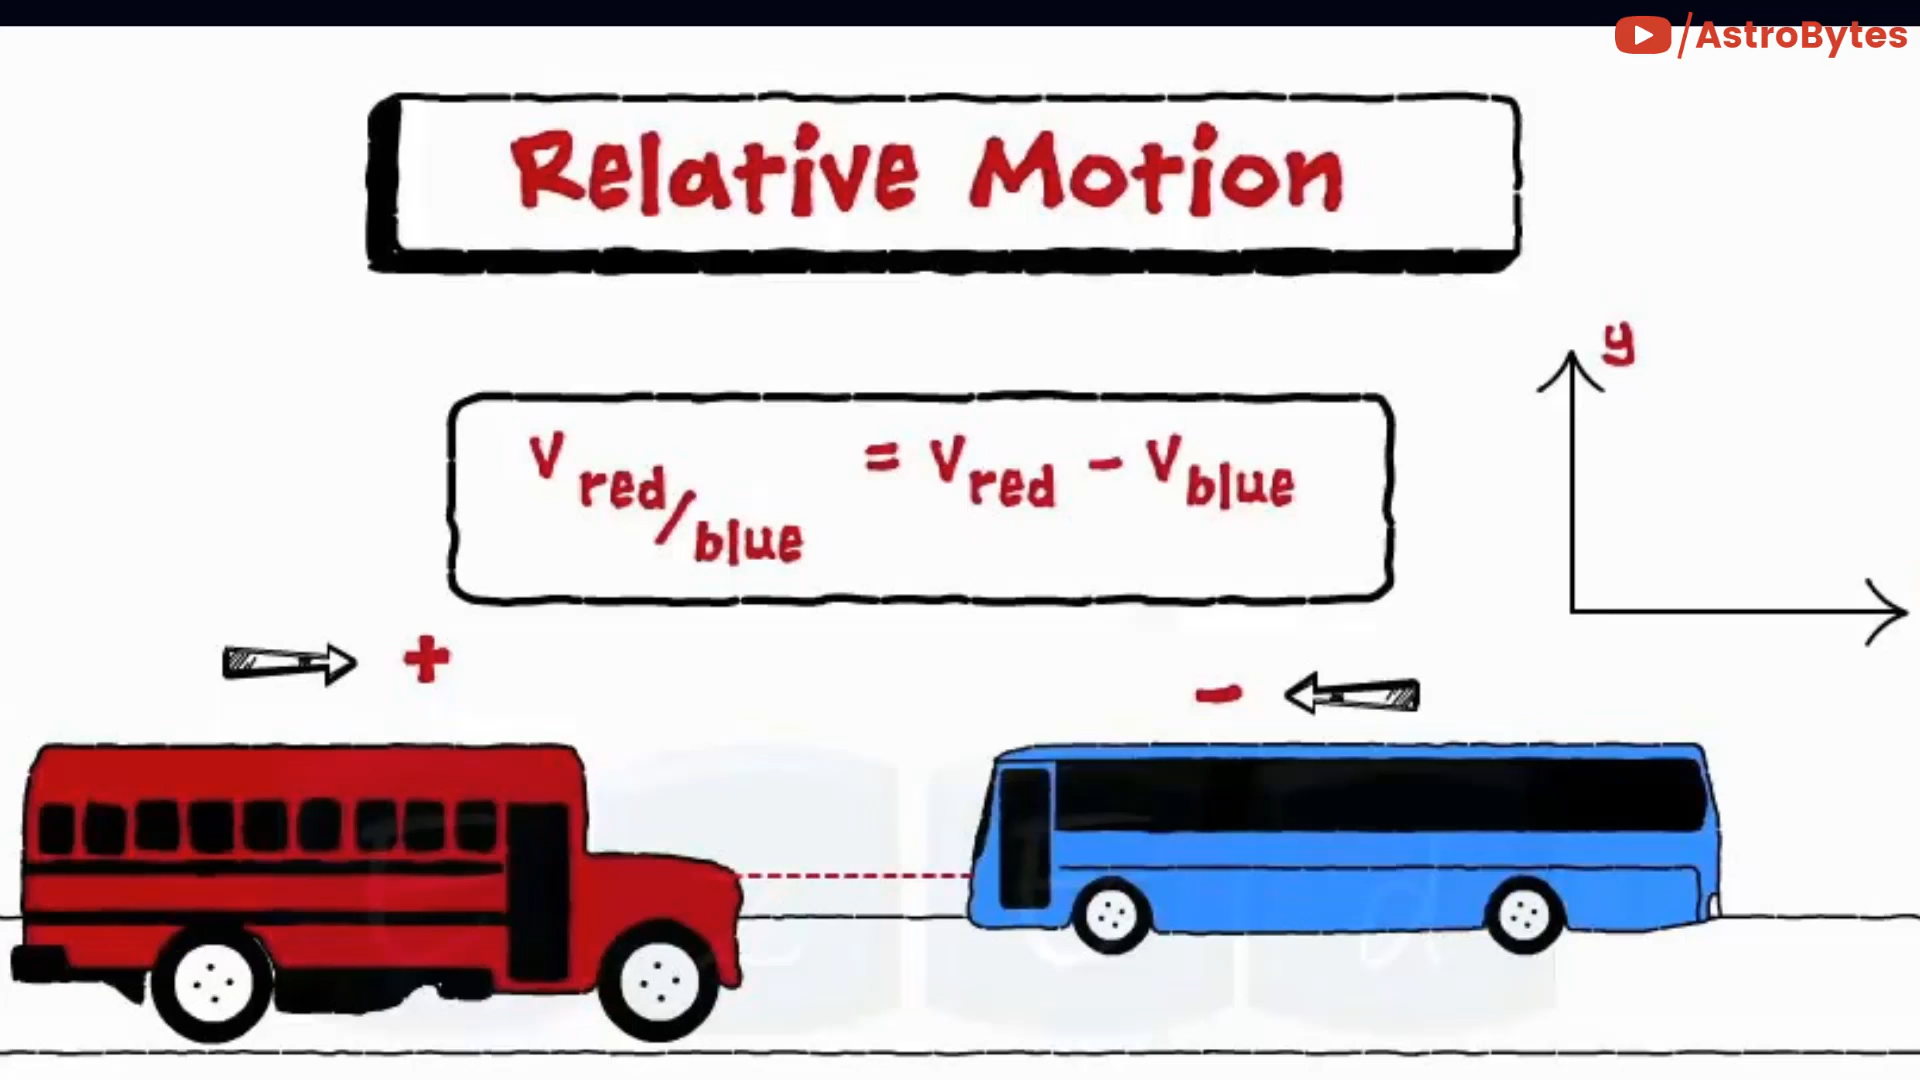 /AstroBytes
Relative Motion
y
v red/blue = v red - v blue
+
-